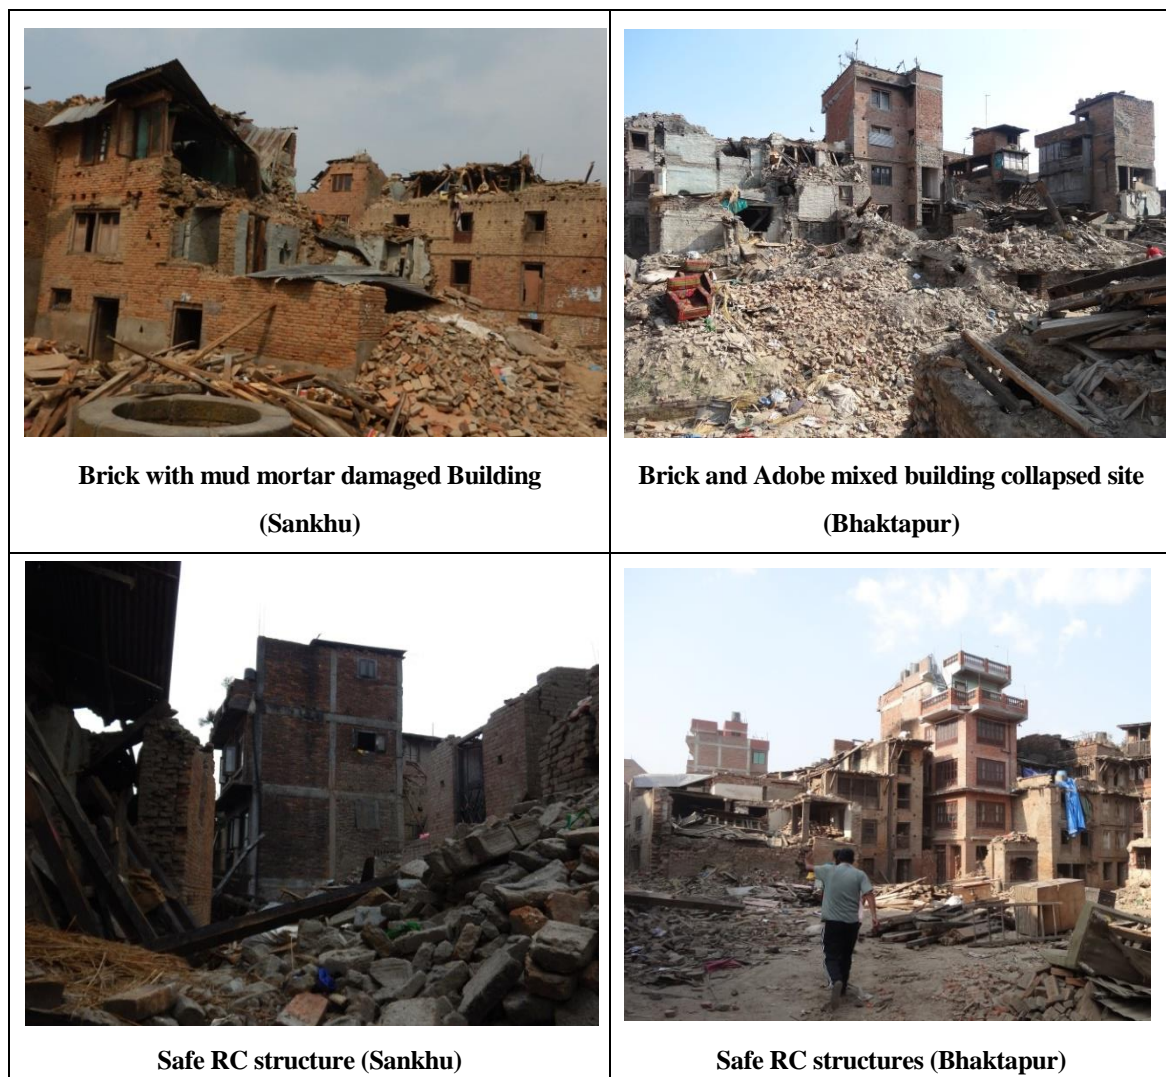 Brick with mud mortar damaged Building
(Sankhu)
Brick and Adobe mixed building collapsed site
(Bhaktapur)
Safe RC structure (Sankhu)
Safe RC structures (Bhaktapur)